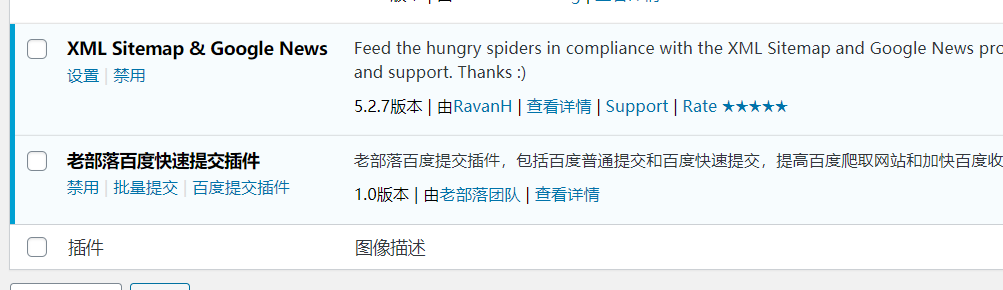 XML Sitemap & Google News
Feed the hungry spiders in compliance with the XML Sitemap and Google News
设置 | 禁用
and support. Thanks :)
5.2.7版本 | 由RavanH | 查看详情 | Support | Rate ★★★★★
老部落百度快速提交插件
老部落百度提交插件，包括百度普通提交和百度快速提交，提高百度爬取网站和加快百度收
禁用 | 批量提交 | 百度提交插件
1.0版本 | 由老部落团队 | 查看详情
插件
图像描述